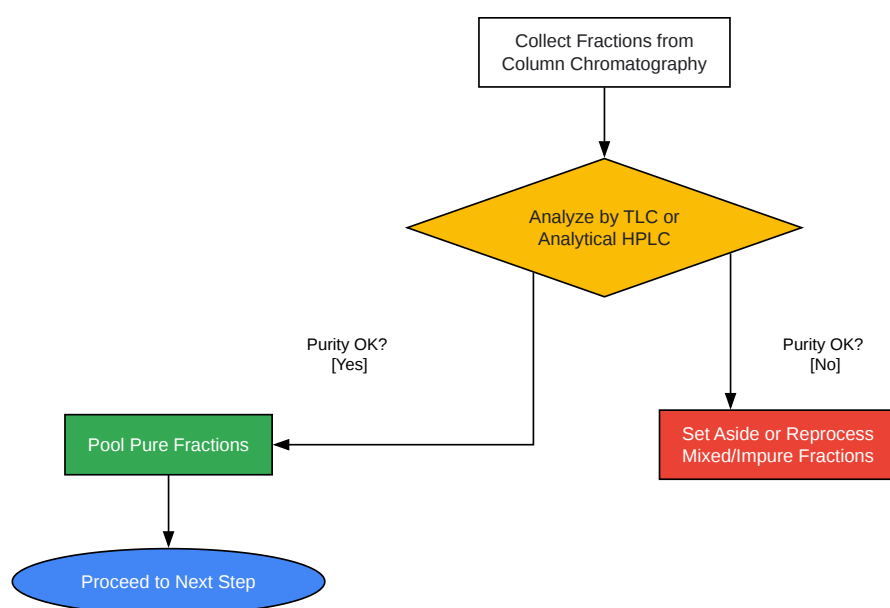 Collect Fractions from
Column Chromatography
Analyze by TLC or
Analytical HPLC
Purity OK?
[Yes]
Purity OK?
[No]
Pool Pure Fractions
Set Aside or Reprocess
Mixed/Impure Fractions
Proceed to Next Step